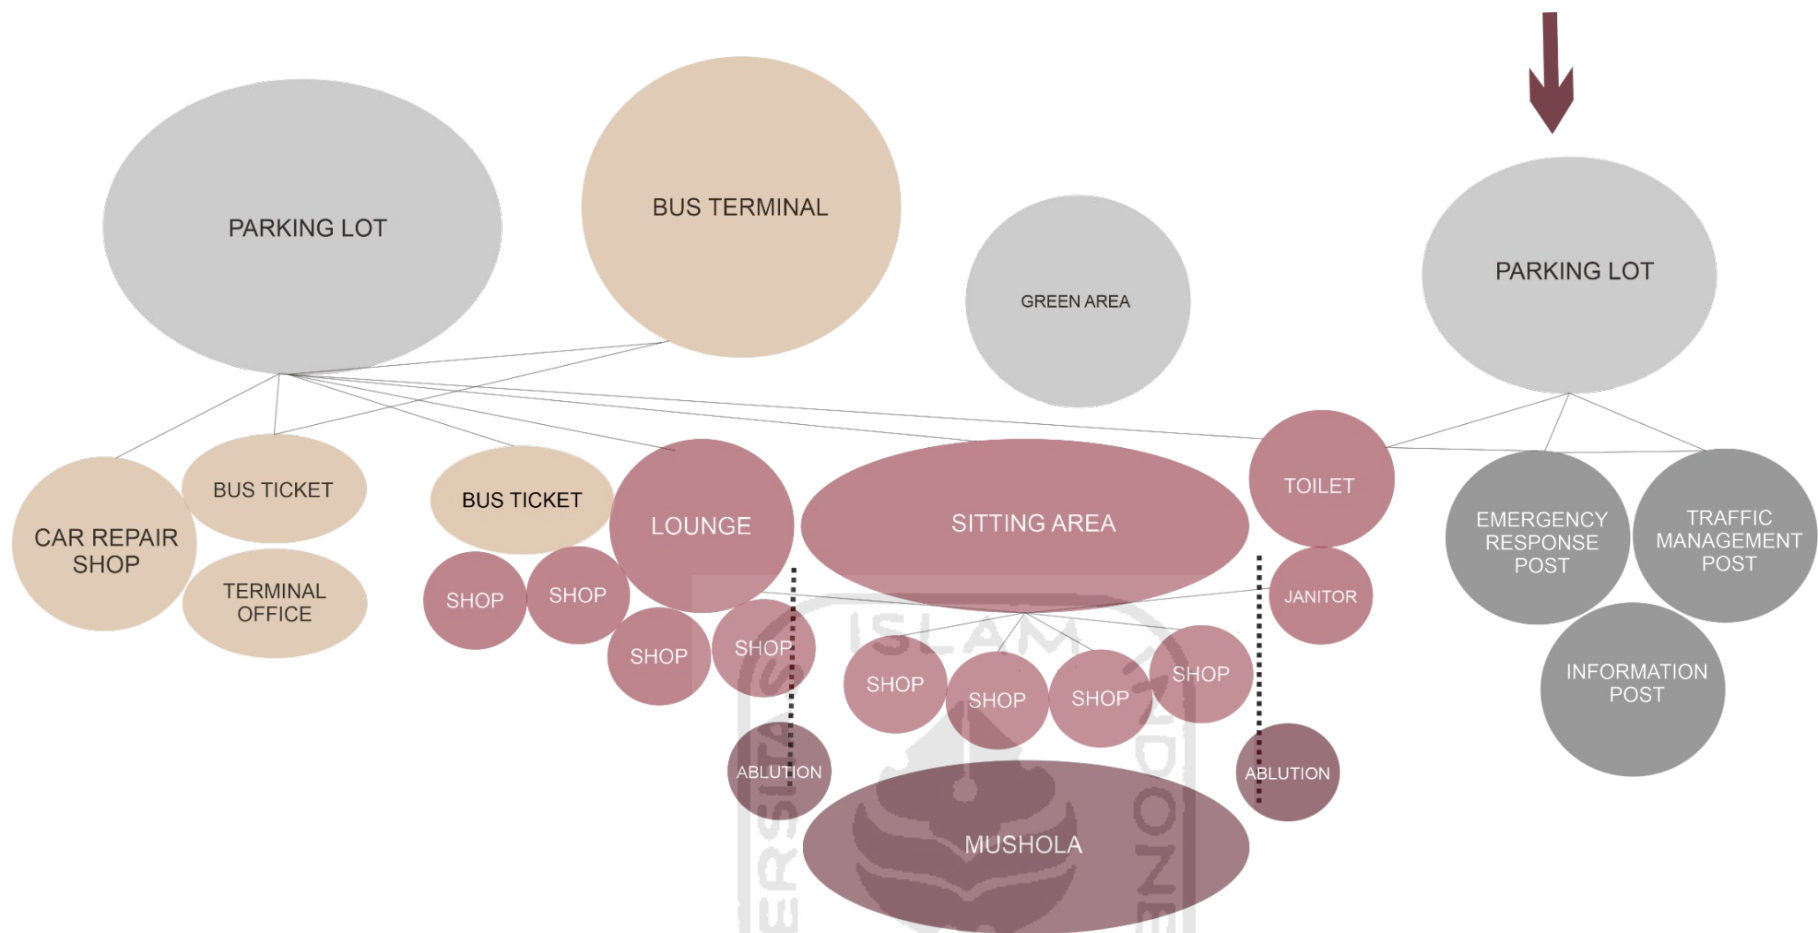 PARKING LOT
BUS TERMINAL
GREEN AREA
PARKING LOT
CAR REPAIR
SHOP
BUS TICKET
TERMINAL
OFFICE
BUS TICKET
LOUNGE
SITTING AREA
TOILET
JANITOR
EMERGENCY
RESPONSE
POST
TRAFFIC
MANAGEMENT
POST
INFORMATION
POST
SHOP
SHOP
SHOP
SHOP
SHOP
SHOP
SHOP
SHOP
ABLUTION
ABLUTION
MUSHOLA
ISLAM